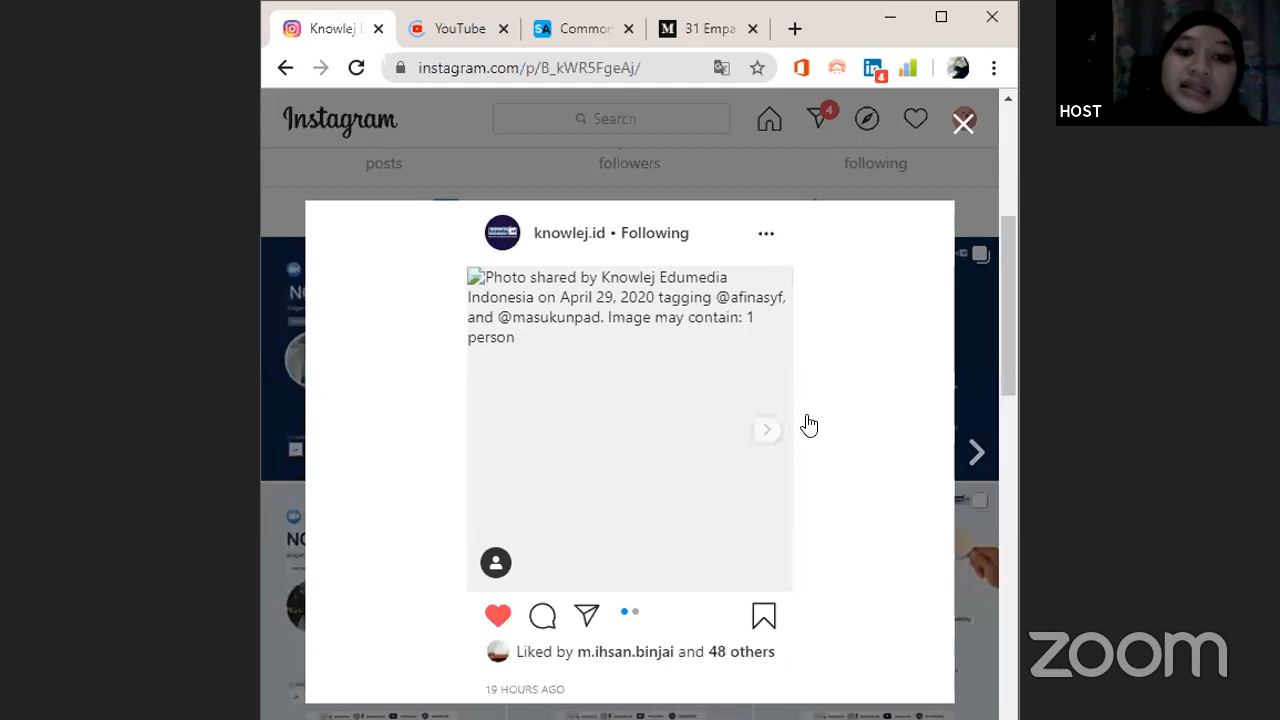 Knowlej E
YouTube
Common
31 Empa
instagram.com/p/B_kWR5FgeAj/
4
HOST
Instagram
Search
4
posts followers following
knowlej.id • Following
Photo shared by Knowlej Edumedia
Indonesia on April 29, 2020 tagging @afinasyf,
and @masukunpad. Image may contain: 1
person
Liked by m.ihsan.binjai and 48 others
19 HOURS AGO
zoom